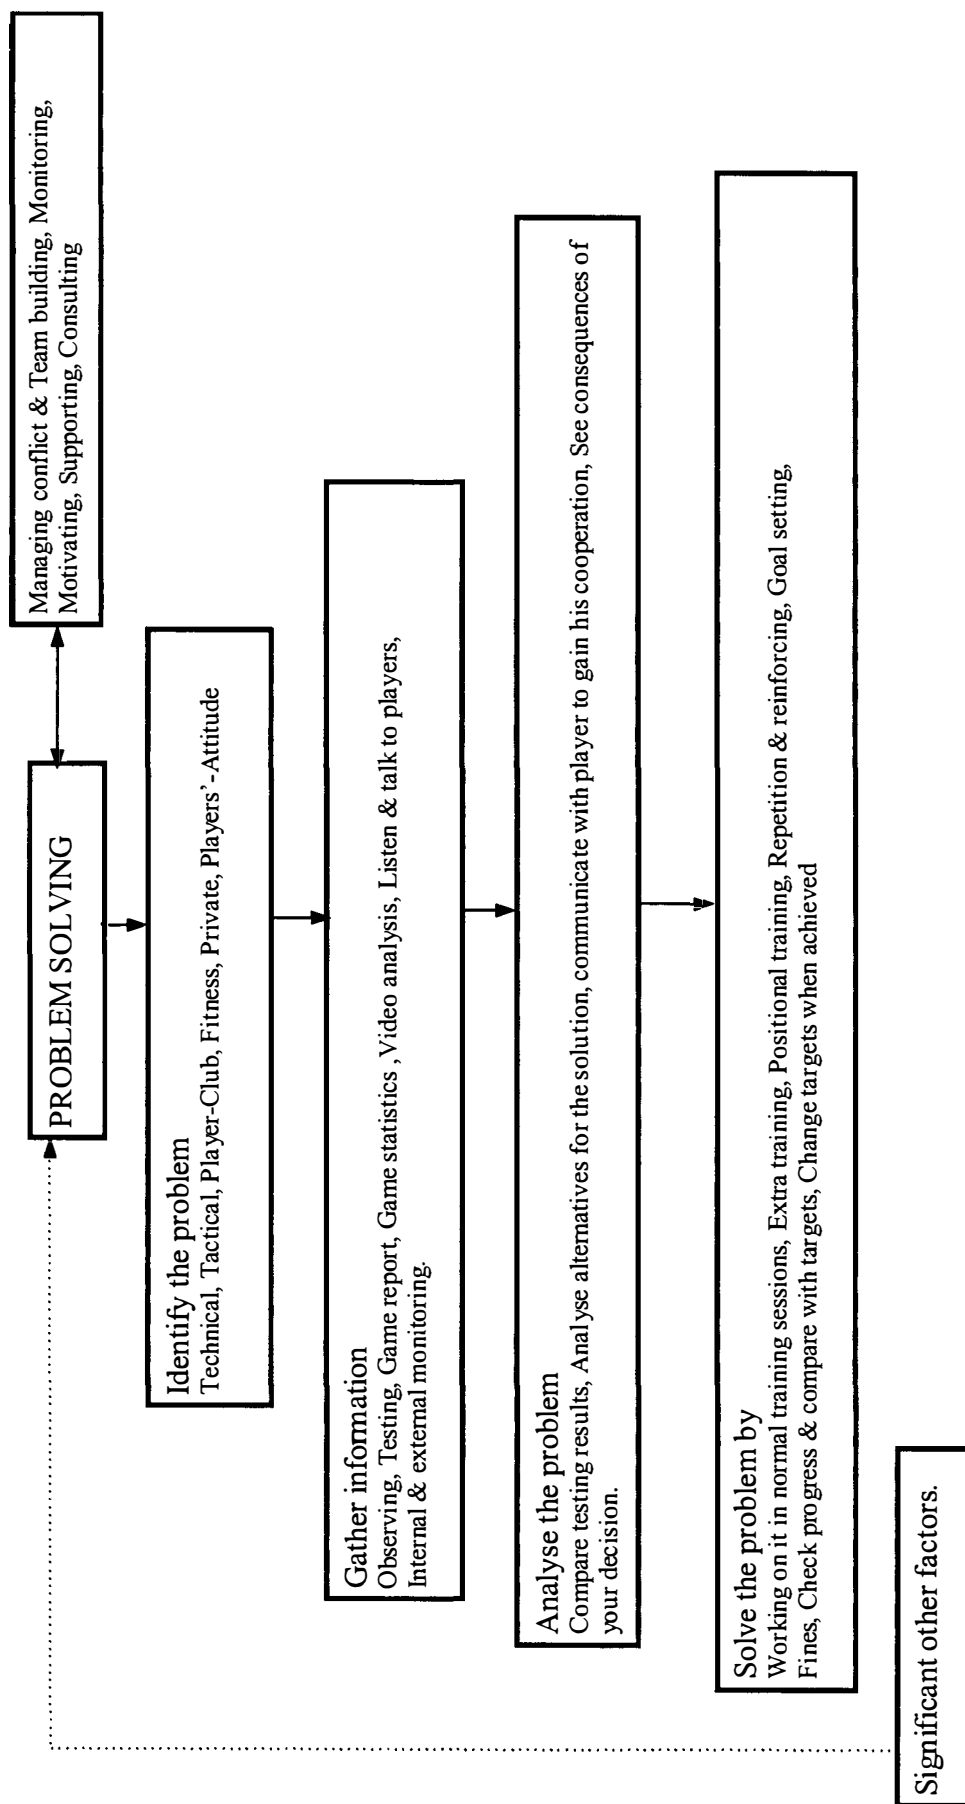 Managing conflict & Team building, Monitoring,
Motivating, Supporting, Consulting
PROBLEM SOLVING
Identify the problem
Technical, Tactical, Player-Club, Fitness, Private, Players’-Attitude
Gather information
Observing, Testing, Game report, Game statistics ,Video analysis, Listen & talk to players,
Internal & external monitoring.
Analyse the problem
Compare testing results, Analyse alternatives for the solution, communicate with player to gain his cooperation, See consequences of
your decision.
Solve the problem by
Working on it in normal training sessions, Extra training, Positional training, Repetition & reinforcing, Goal setting,
Fines, Check progress & compare with targets, Change targets when achieved
Significant other factors.